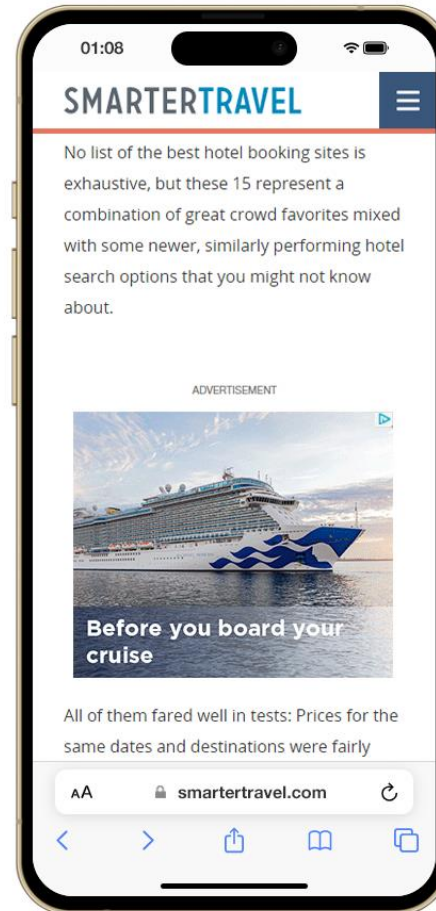 01:08
SMARTERTRAVEL
No list of the best hotel booking sites is
exhaustive, but these 15 represent a
combination of great crowd favorites mixed
with some newer, similarly performing hotel
search options that you might not know
about.
ADVERTISEMENT
Before you board your
cruise
All of them fared well in tests: Prices for the
same dates and destinations were fairly
AA smartertravel.com